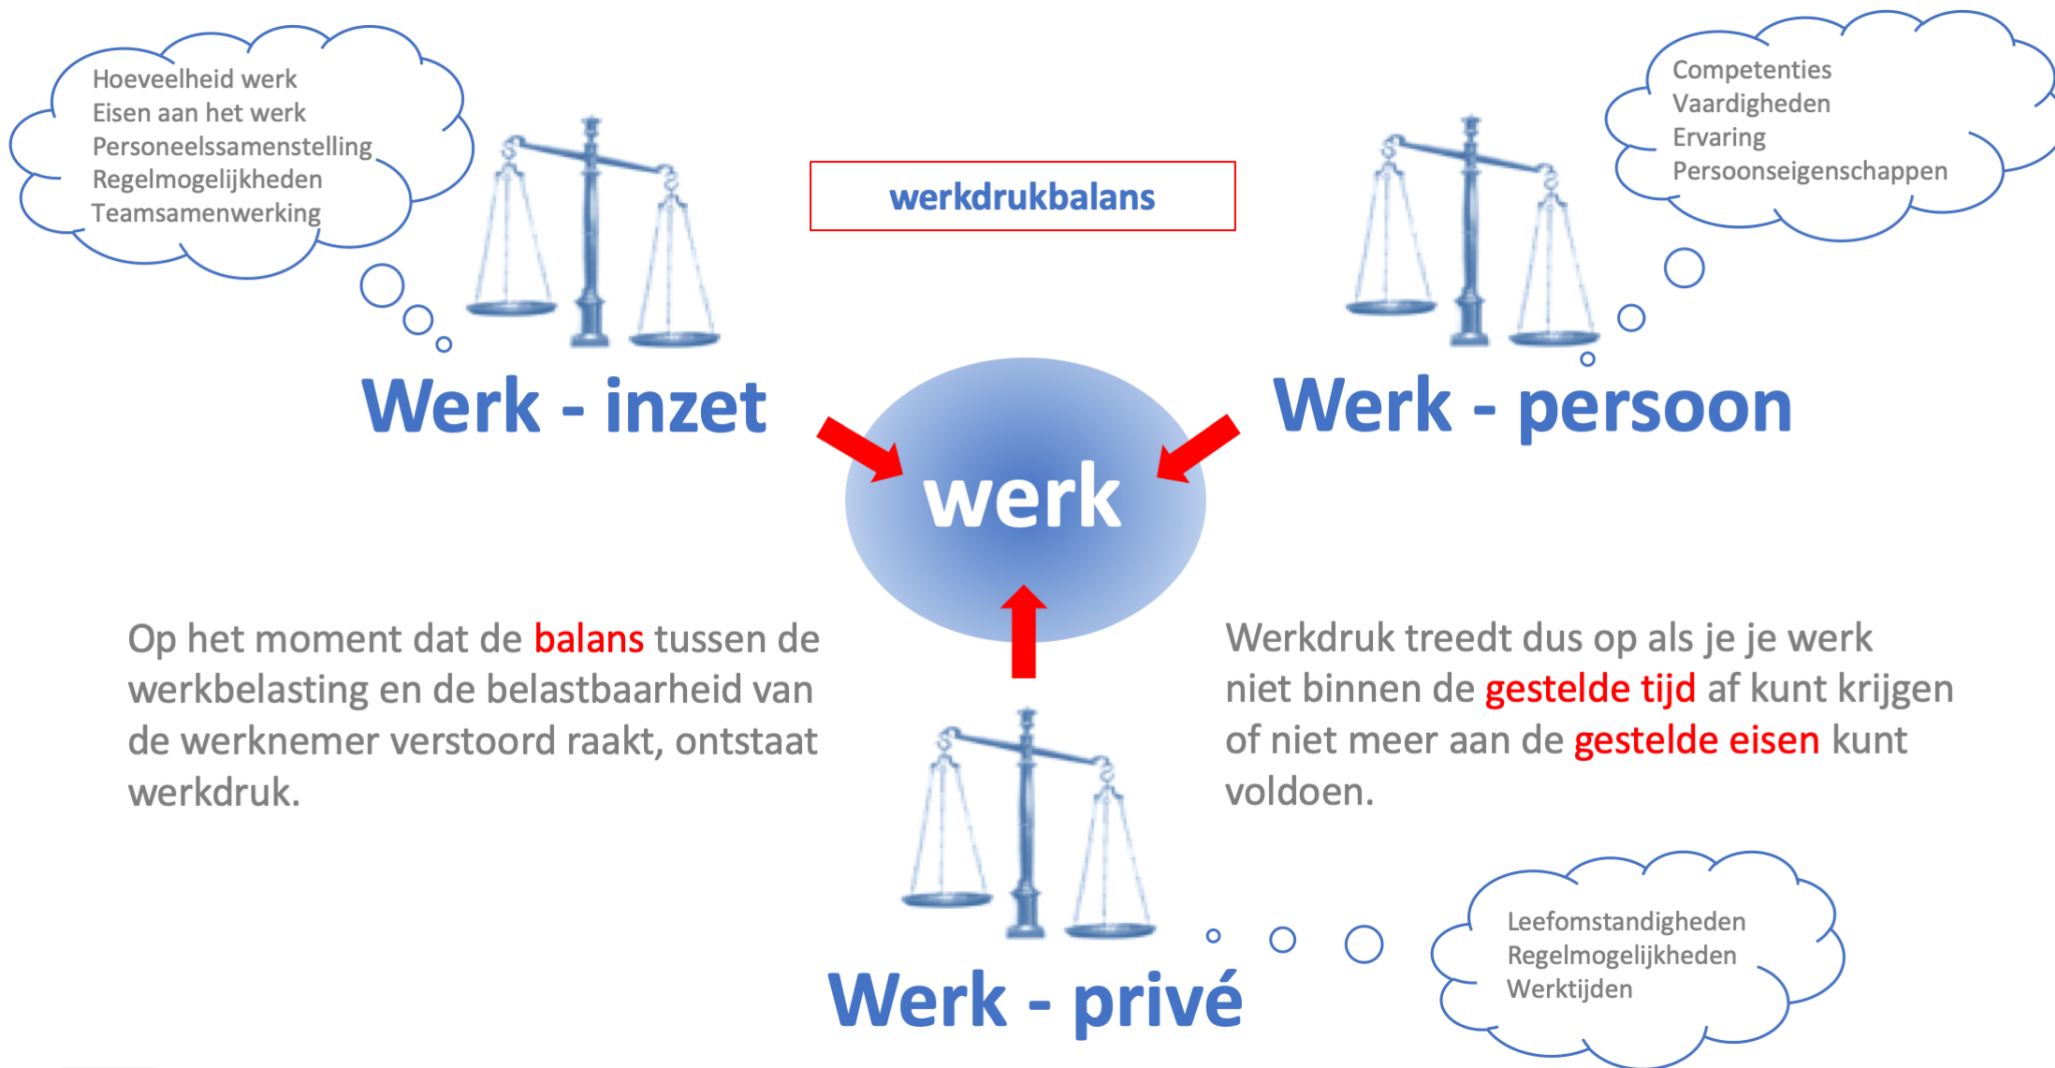 Hoeveelheid werk
Eisen aan het werk
Personeelssamenstelling
Regelmogelijkheden
Teamsamenwerking
werkdrukbalans
Competenties
Vaardigheden
Ervaring
Persoonseigenschappen
Werk - inzet
Werk - persoon
werk
Op het moment dat de balans tussen de
werkbelasting en de belastbaarheid van
de werknemer verstoord raakt, ontstaat
werkdruk.
Werkdruk treedt dus op als je je werk
niet binnen de gestelde tijd af kunt krijgen
of niet meer aan de gestelde eisen kunt
voldoen.
Werk - privé
Leefomstandigheden
Regelmogelijkheden
Werktijden